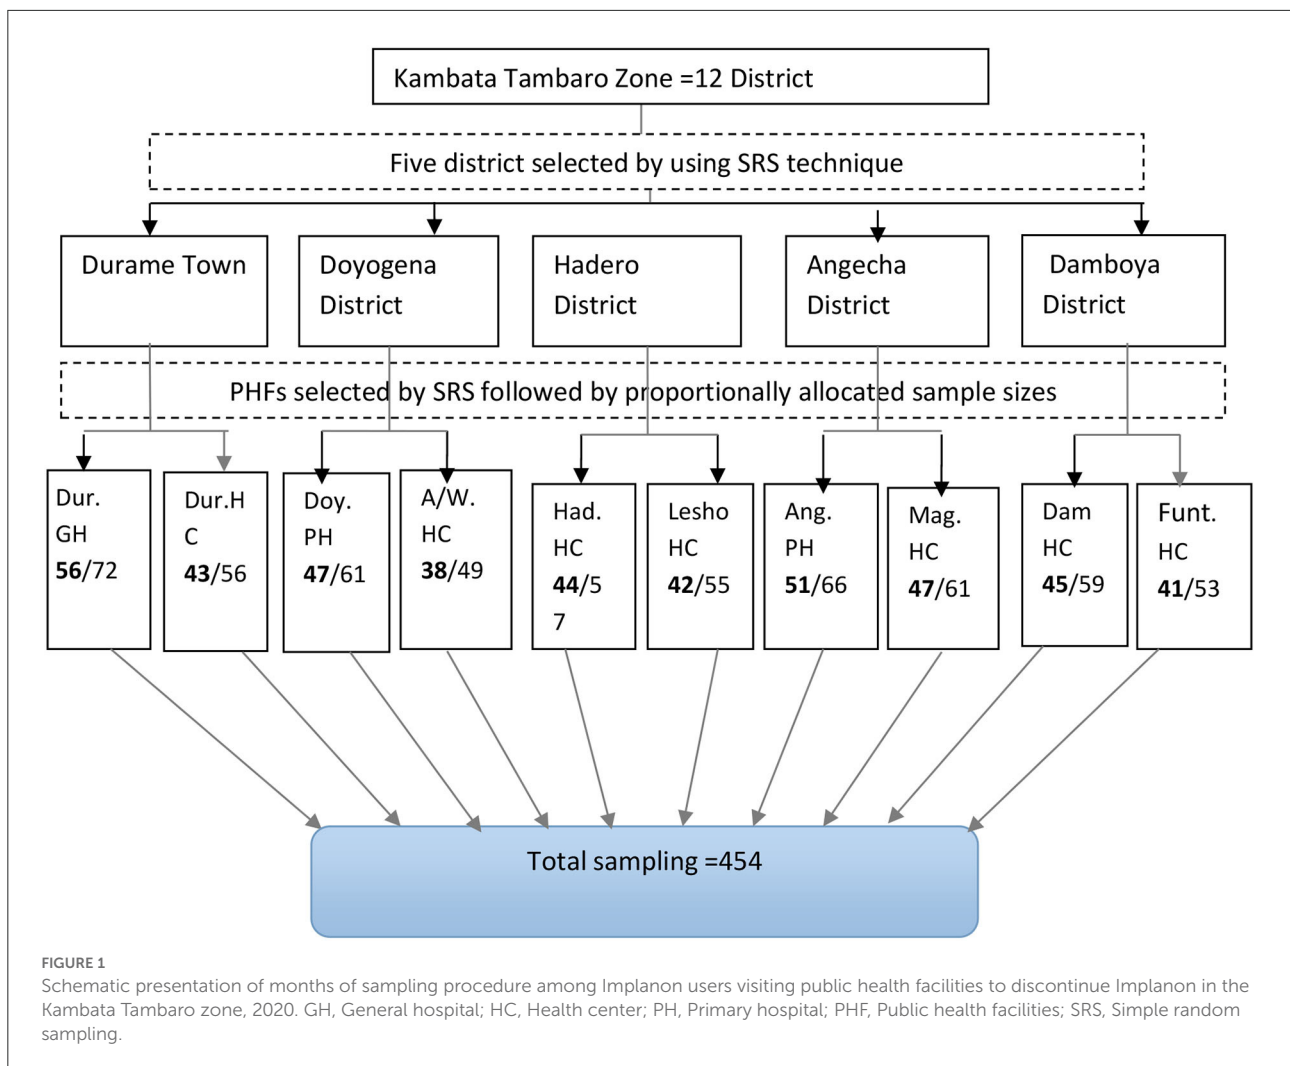 Kambata Tambaro Zone =12 District
Five district selected by using SRS technique
Durame Town
Doyogena
District
Hadero
District
Angecha
District
Damboya
District
PHFs selected by SRS followed by proportionally allocated sample sizes
Dur.
GH
56/72
Dur.H
C
43/56
Doy.
PH
47/61
A/W.
HC
38/49
Had.
HC
44/5
7
Lesho
HC
42/55
Ang.
PH
51/66
Mag.
HC
47/61
Dam
HC
45/59
Funt.
HC
41/53
Total sampling =454
FIGURE 1
Schematic presentation of months of sampling procedure among Implanon users visiting public health facilities to discontinue Implanon in the
Kambata Tambaro zone, 2020. GH, General hospital; HC, Health center; PH, Primary hospital; PHF, Public health facilities; SRS, Simple random
sampling.